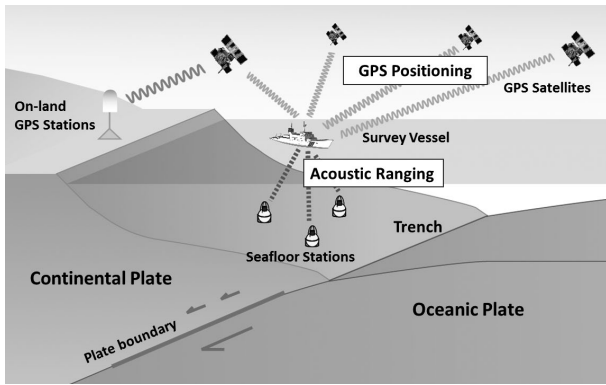 GPS Positioning
GPS Satellites
On-land
GPS Stations
Survey Vessel
Acoustic Ranging
Trench
Seafloor Stations
Continental Plate
Oceanic Plate
Plate boundary